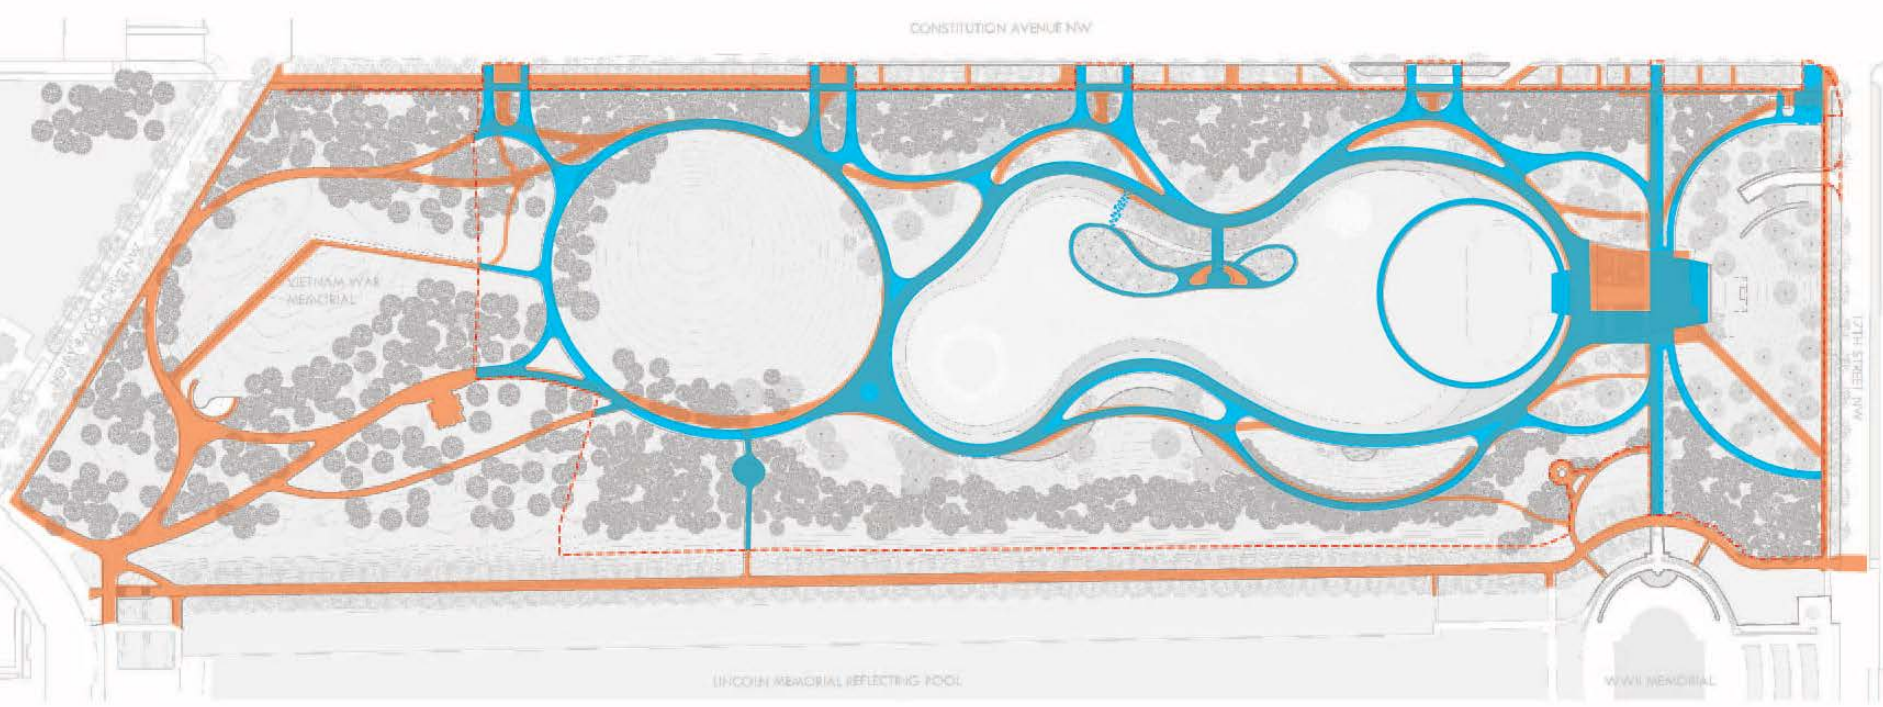 CONSTITUTION AVENUE NW
VIETNAM WAR
MEMORIAL
17TH STREET NW
LINCOLN MEMORIAL REFLECTING POOL
WWII MEMORIAL